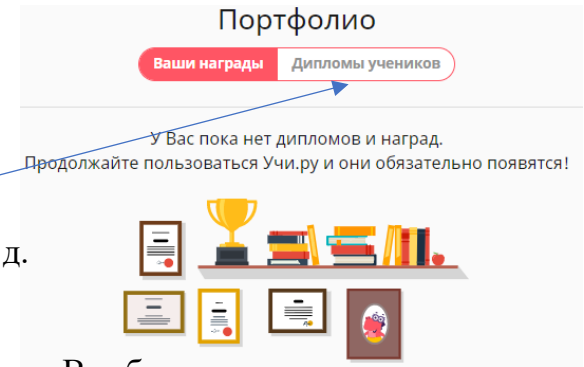 Портфолио
Ваши награды Дипломы учеников
У Вас пока нет дипломов и наград.
Продолжайте пользоваться Учи.ру и они обязательно появятся!
д.